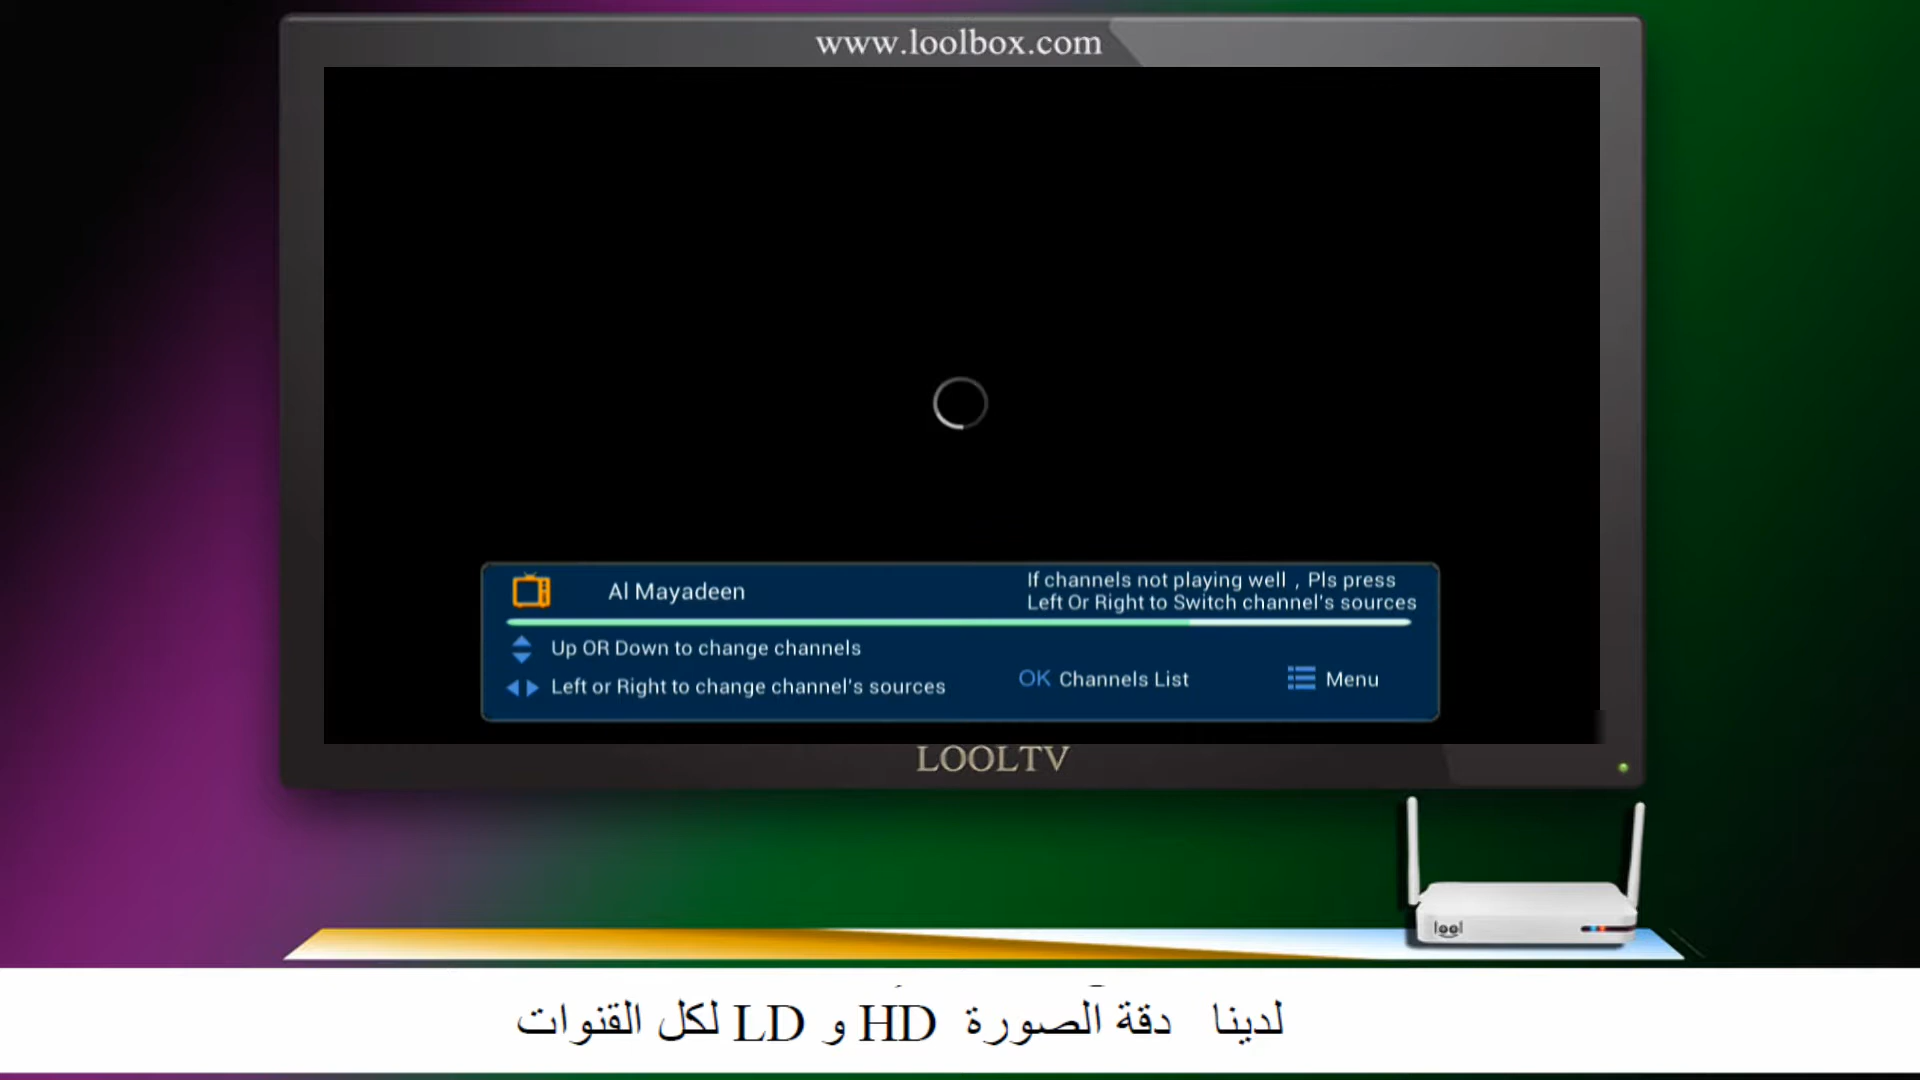 www.loolbox.com
Al Mayadeen
If channels not playing well , Pls press
Left Or Right to Switch channel's sources
Up OR Down to change channels
Left or Right to change channel's sources
OK Channels List
Menu
LOOLTV
lool
لدينا دقة الصورة HD و LD لكل القنوات